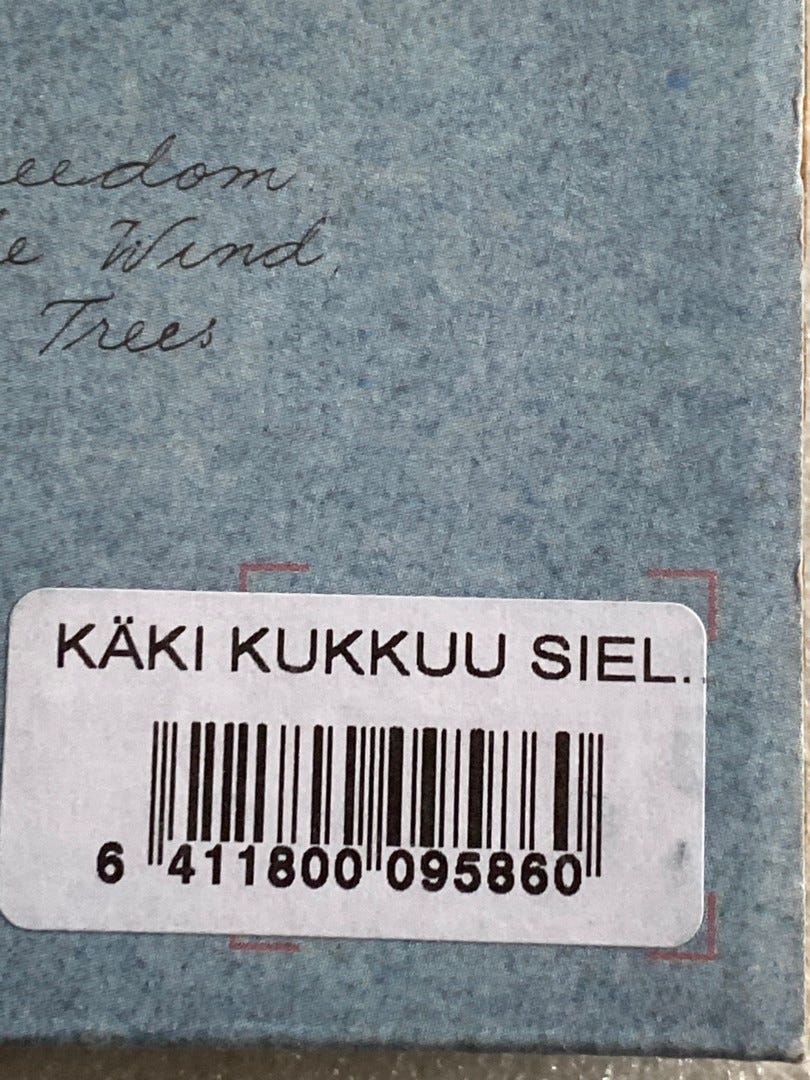 eedom
e Wind,
Trees
KÄKI KUKKUU SIEL...
6 411800 095860